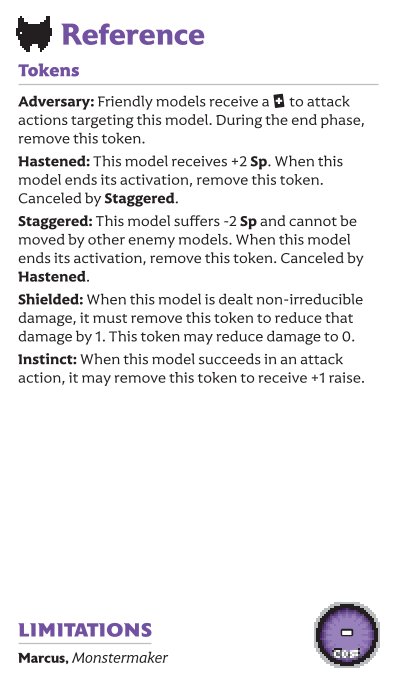 Reference
Tokens
Adversary: Friendly models receive a + to attack
actions targeting this model. During the end phase,
remove this token.
Hastened: This model receives +2 Sp. When this
model ends its activation, remove this token.
Canceled by Staggered.
Staggered: This model suffers -2 Sp and cannot be
moved by other enemy models. When this model
ends its activation, remove this token. Canceled by
Hastened.
Shielded: When this model is dealt non-irreducible
damage, it must remove this token to reduce that
damage by 1. This token may reduce damage to 0.
Instinct: When this model succeeds in an attack
action, it may remove this token to receive +1 raise.
LIMITATIONS
Marcus, Monstermaker
-